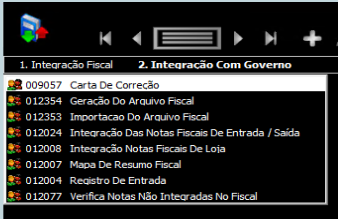 1. Integração Fiscal 2. Integração Com Governo
009057 Carta De Correção
012354 Geração Do Arquivo Fiscal
012353 Importacao Do Arquivo Fiscal
012024 Integração Das Notas Fiscais De Entrada / Saída
012008 Integração Notas Fiscais De Loja
012007 Mapa De Resumo Fiscal
012004 Registro De Entrada
012077 Verifica Notas Não Integradas No Fiscal